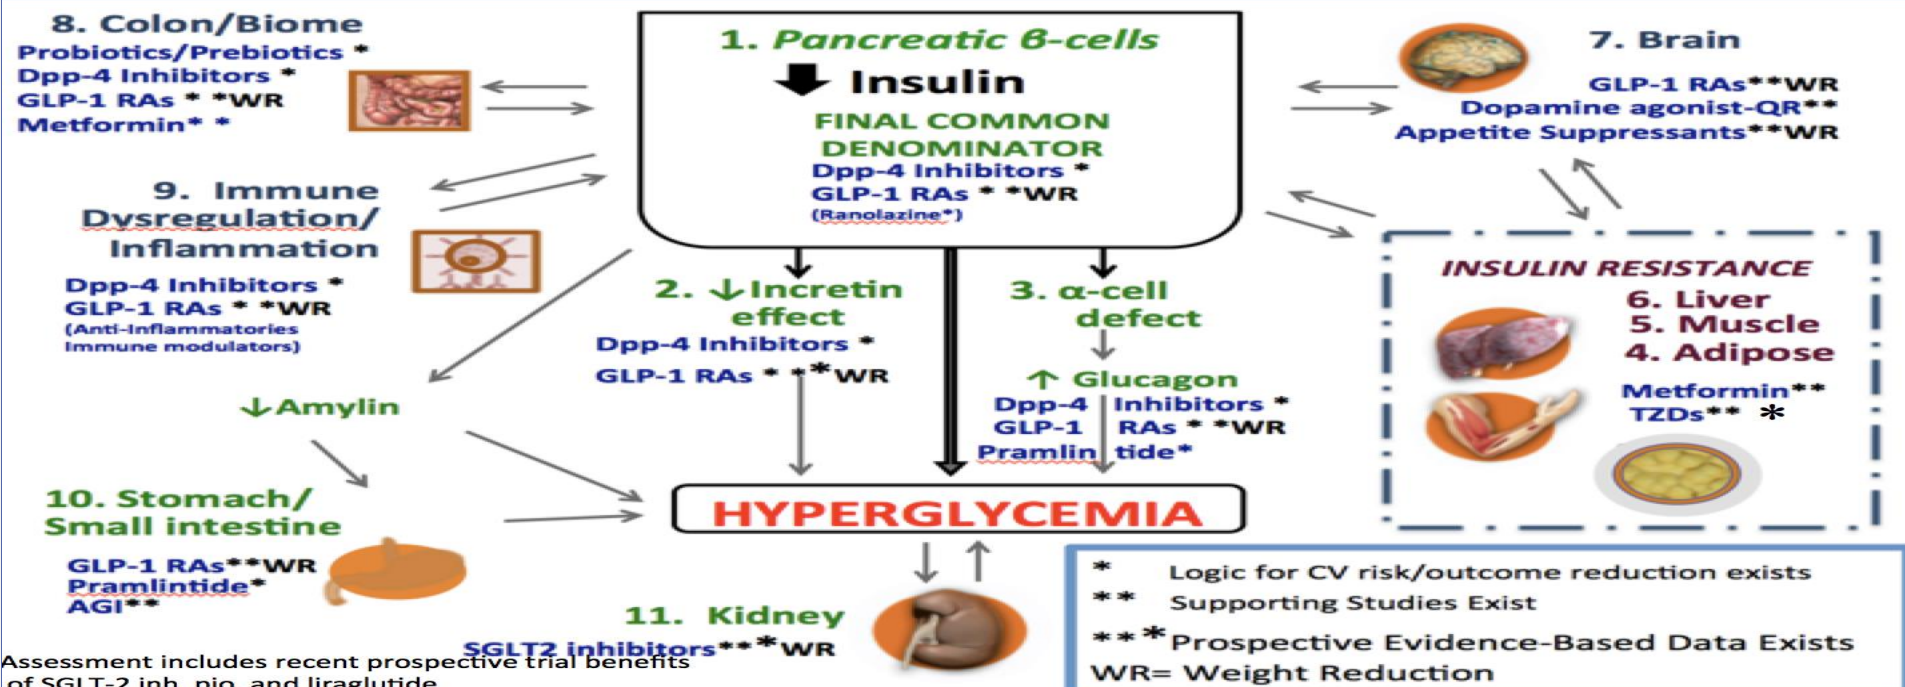 8. Colon/Biome
Probiotics/Prebiotics *
Dpp-4 Inhibitors *
GLP-1 RAs * *WR
Metformin* *
9. Immune
Dysregulation/
Inflammation
Dpp-4 Inhibitors *
GLP-1 RAs * *WR
(Anti-Inflammatories
Immune modulators)
↓Amylin
10. Stomach/
Small intestine
GLP-1 RAs**WR
Pramlintide*
AGI**
1. Pancreatic β-cells
↓ Insulin
FINAL COMMON
DENOMINATOR
Dpp-4 Inhibitors *
GLP-1 RAs * *WR
(Ranolazine*)
2. ↓Incretin
effect
Dpp-4 Inhibitors *
GLP-1 RAs * **WR
3. α-cell
defect
↑ Glucagon
Dpp-4 Inhibitors *
GLP-1 RAs * *WR
Pramlintide*
HYPERGLYCEMIA
11. Kidney
SGLT2 inhibitors***WR
7. Brain
GLP-1 RAs**WR
Dopamine agonist-QR**
Appetite Suppressants**WR
INSULIN RESISTANCE
6. Liver
5. Muscle
4. Adipose
Metformin**
TZDs** *
* Logic for CV risk/outcome reduction exists
** Supporting Studies Exist
*** Prospective Evidence-Based Data Exists
WR= Weight Reduction
Assessment includes recent prospective trial benefits
of SGLT-2 inh, pio, and liraglutide